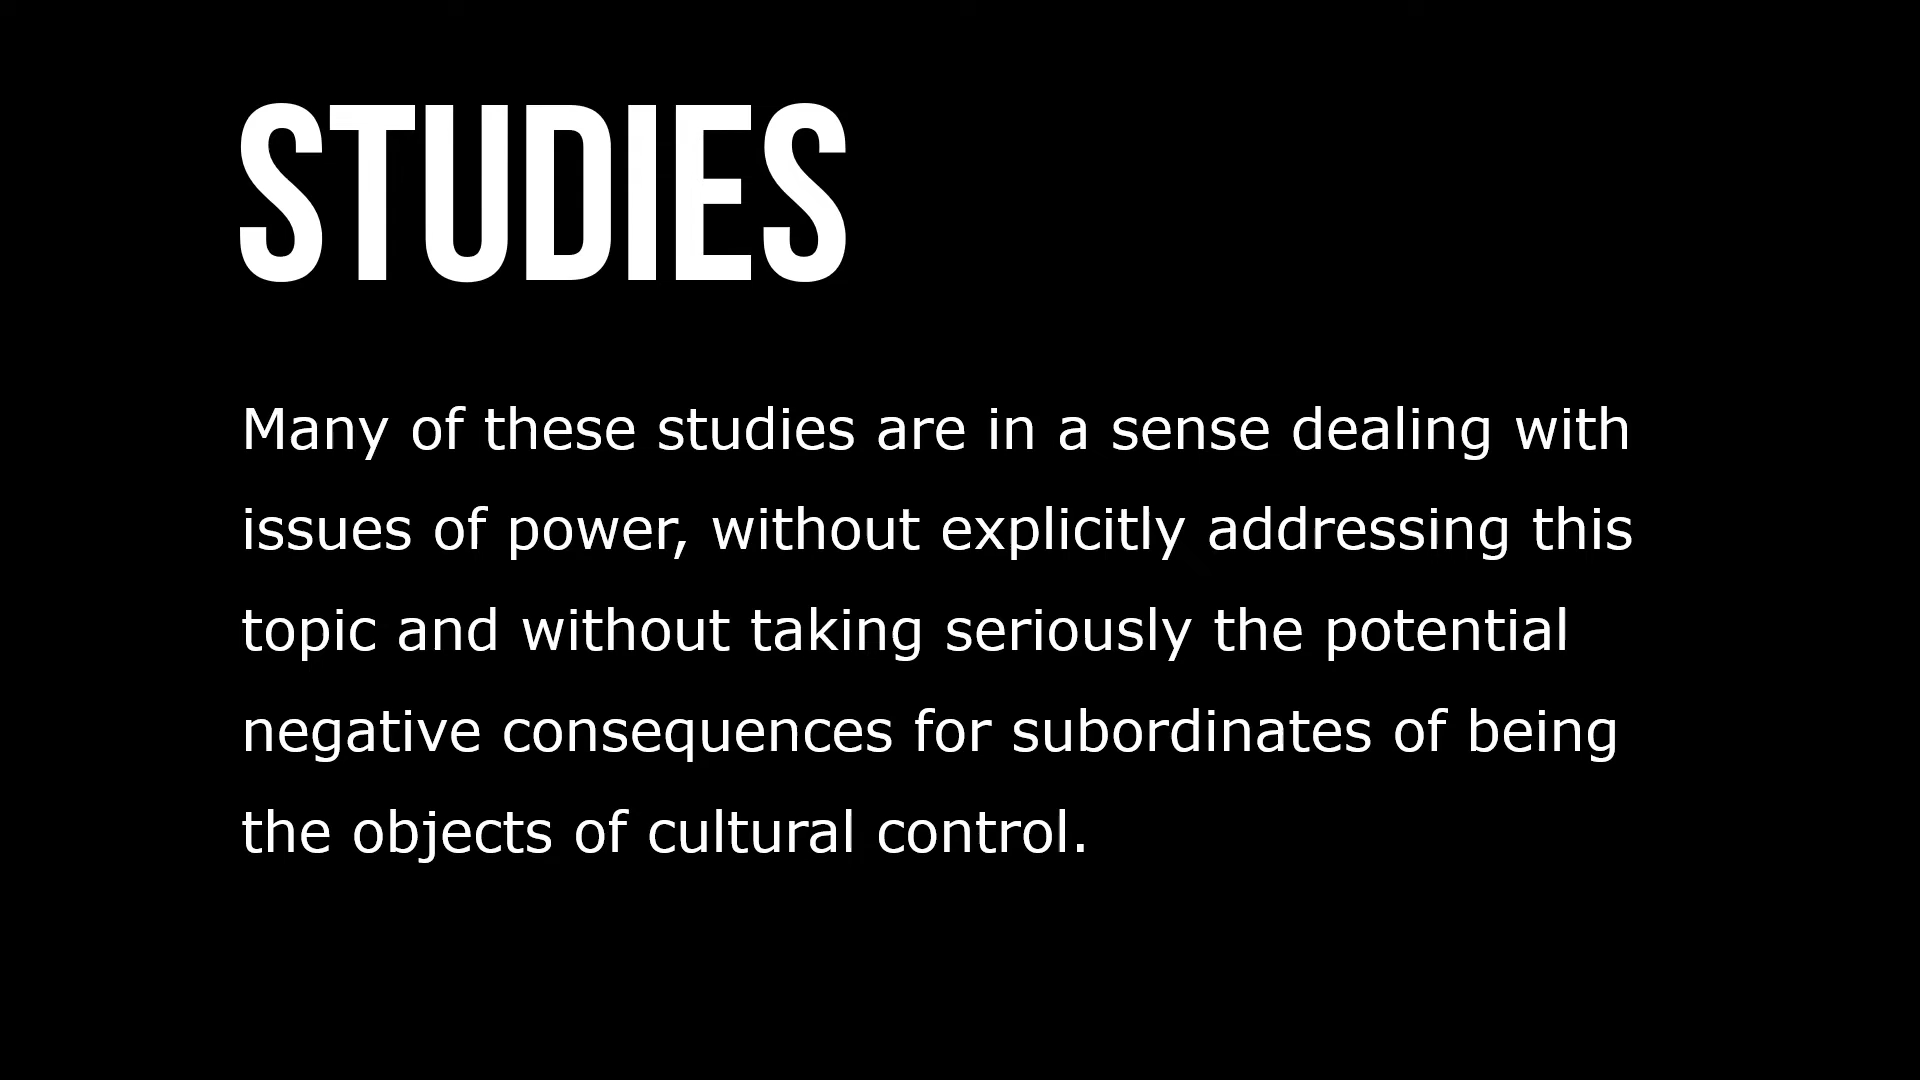 STUDIES
Many of these studies are in a sense dealing with
issues of power, without explicitly addressing this
topic and without taking seriously the potential
negative consequences for subordinates of being
the objects of cultural control.